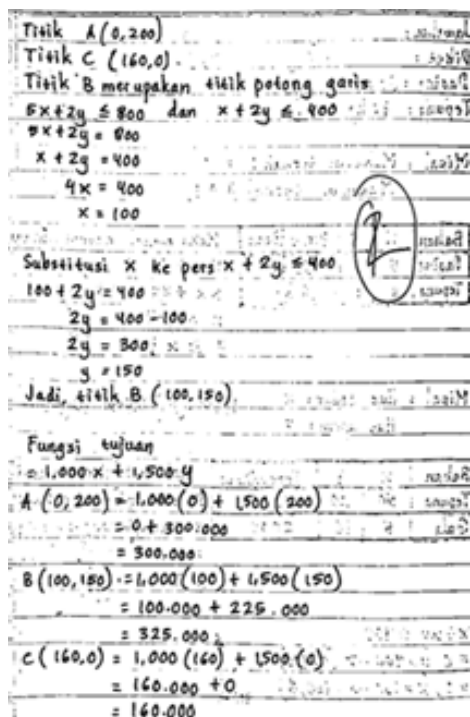 Titik A(0,200)
Titik C (160,0).
Titik B merupakan titik potong garis
5x+2y ≤ 800 dan x+2y ≤ 400
5x+2y = 800
x + 2y = 400
4x = 400
x = 100
2
Substitusi x ke pers x + 2y ≤ 400
100 + 2y = 400
2y = 400 - 100
2y = 300
y = 150
Jadi, titik B (100,150).
Fungsi tujuan
= 1.000 x + 1,500 y
A (0,200) = 1.000 (0) + 1500 (200)
= 0 + 300.000
= 300.000
B (100,150) = 1.000 (100) + 1,500 (150)
= 100.000 + 225.000
= 325.000
C (160,0) = 1,000 (160) + 1500 (0)
= 160.000 + 0
= 160.000